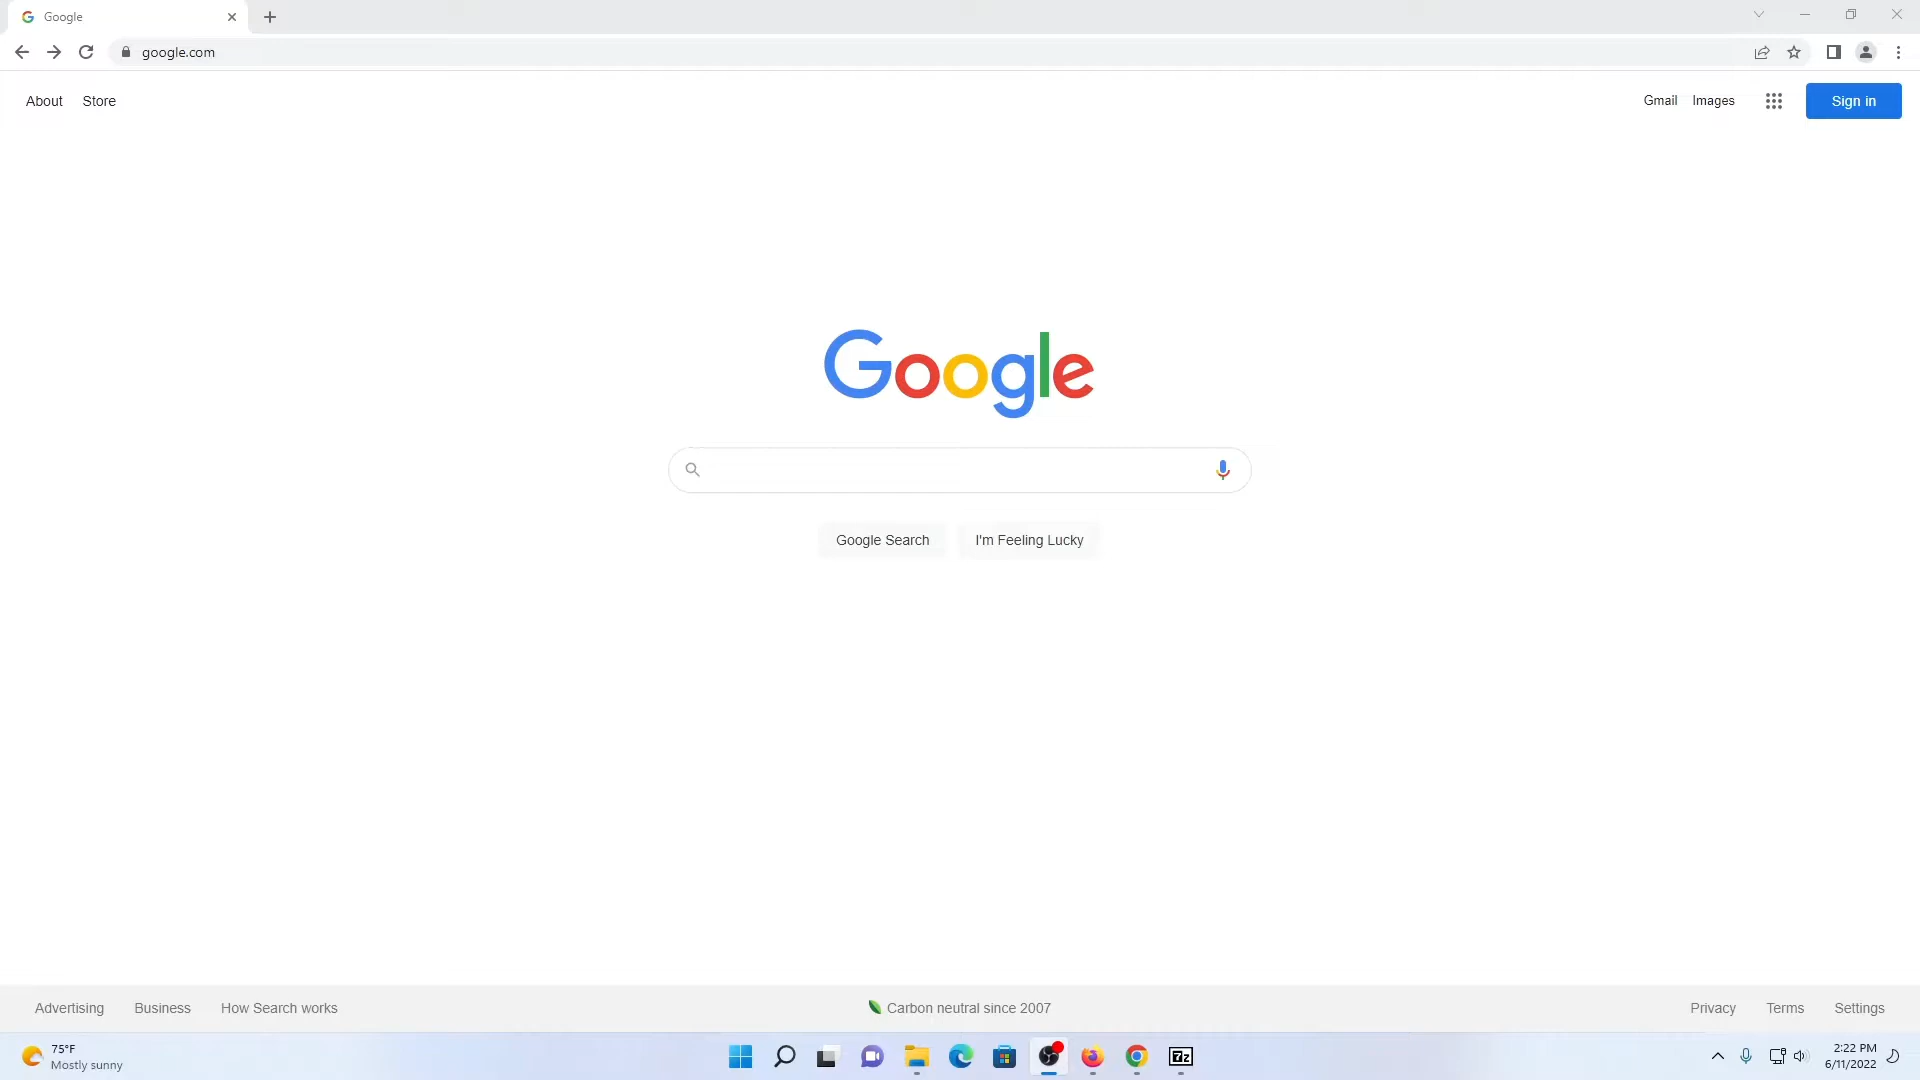 Google
google.com
About Store
Gmail Images Sign in
Google
Google Search I'm Feeling Lucky
Advertising Business How Search works
Carbon neutral since 2007
Privacy Terms Settings
75°F
Mostly sunny
7z
2:22 PM
6/11/2022